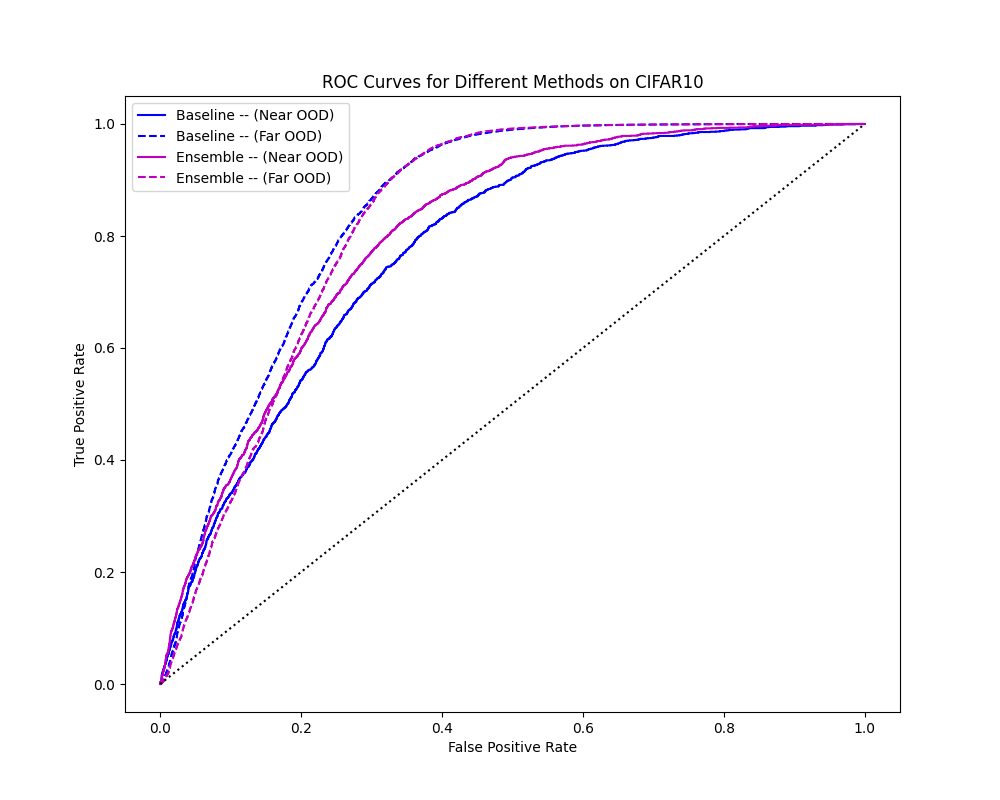 ROC Curves for Different Methods on CIFAR10
Baseline -- (Near OOD)
Baseline -- (Far OOD)
Ensemble -- (Near OOD)
Ensemble -- (Far OOD)
True Positive Rate
1.0
0.8
0.6
0.4
0.2
0.0
0.0 0.2 0.4 0.6 0.8 1.0
False Positive Rate